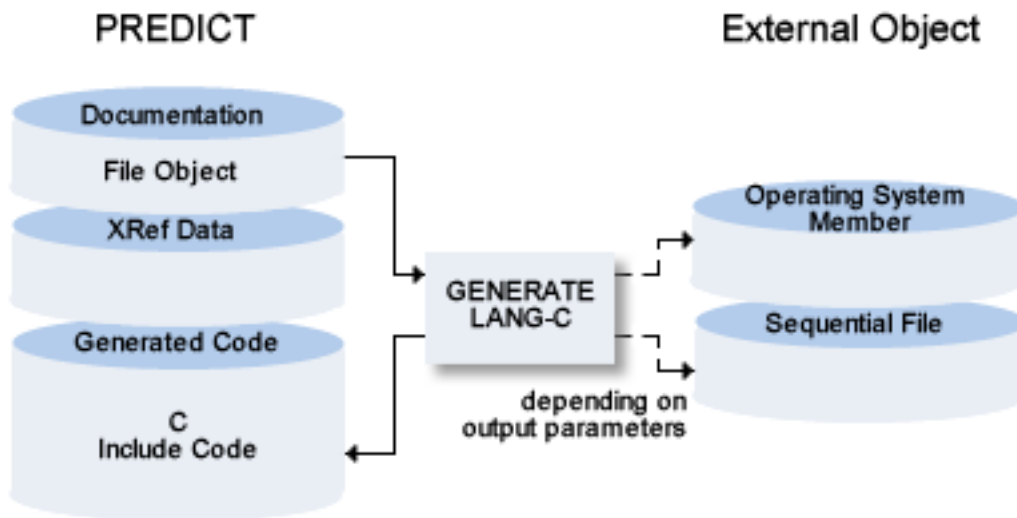 PREDICT
External Object
Documentation
File Object
XRef Data
Generated Code
C
Include Code
GENERATE
LANG-C
depending on
output parameters
Operating System
Member
Sequential File